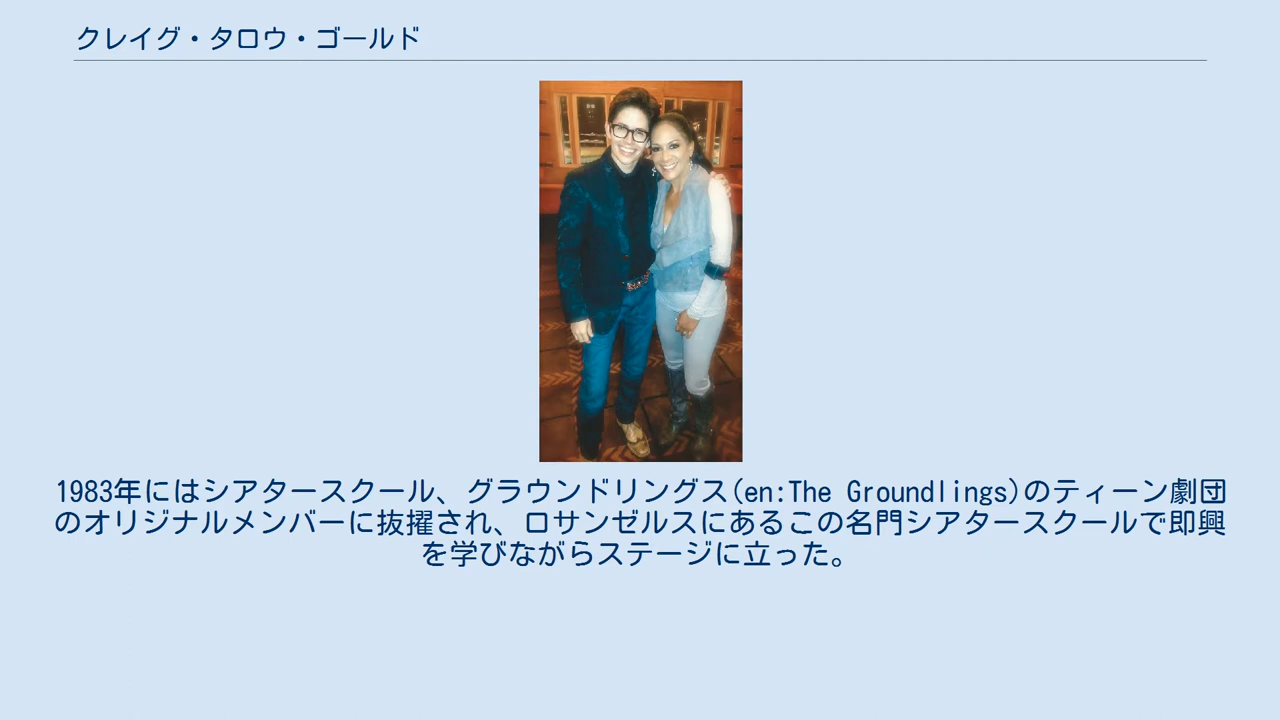 クレイグ・タロウ・ゴールド
1983年にはシアタースクール、グラウンドリングス(en:The Groundlings)のティーン劇団
のオリジナルメンバーに抜擢され、ロサンゼルスにあるこの名門シアタースクールで即興
を学びながらステージに立った。